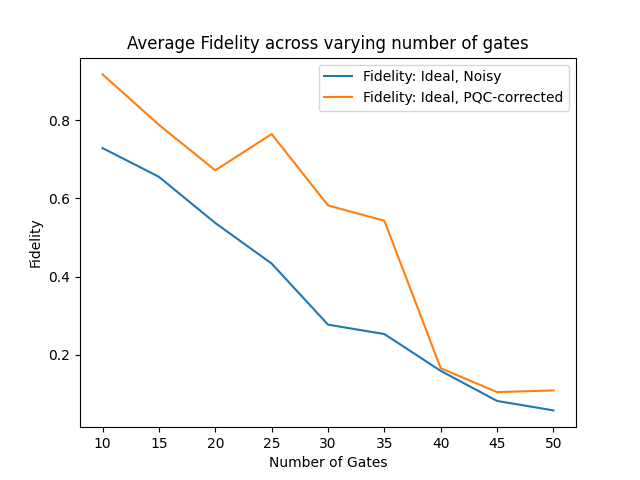 Average Fidelity across varying number of gates
Fidelity: Ideal, Noisy
Fidelity: Ideal, PQC-corrected
Fidelity
0.8
0.6
0.4
0.2
10 15 20 25 30 35 40 45 50
Number of Gates